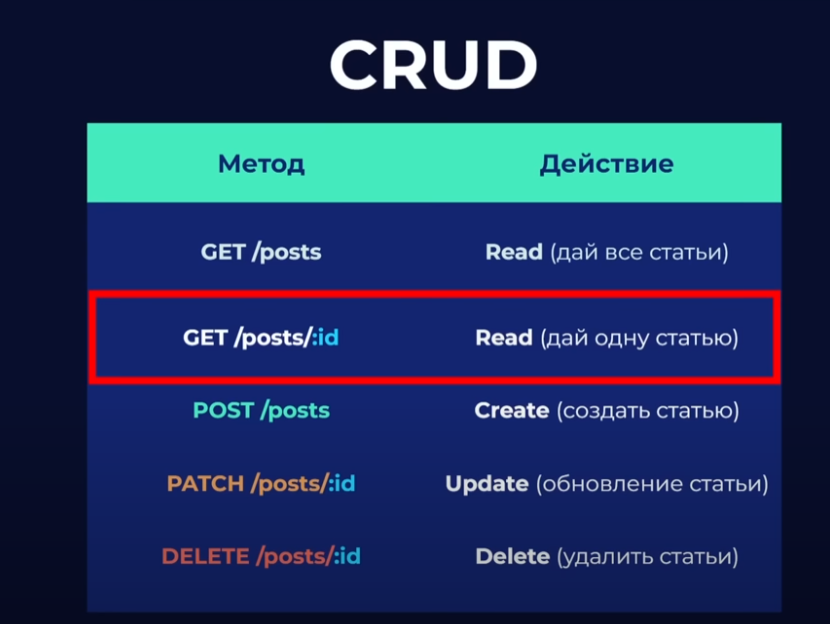 CRUD
Метод Действие
GET /posts Read (дай все статьи)
GET /posts/:id Read (дай одну статью)
POST /posts Create (создать статью)
PATCH /posts/:id Update (обновление статьи)
DELETE /posts/:id Delete (удалить статьи)